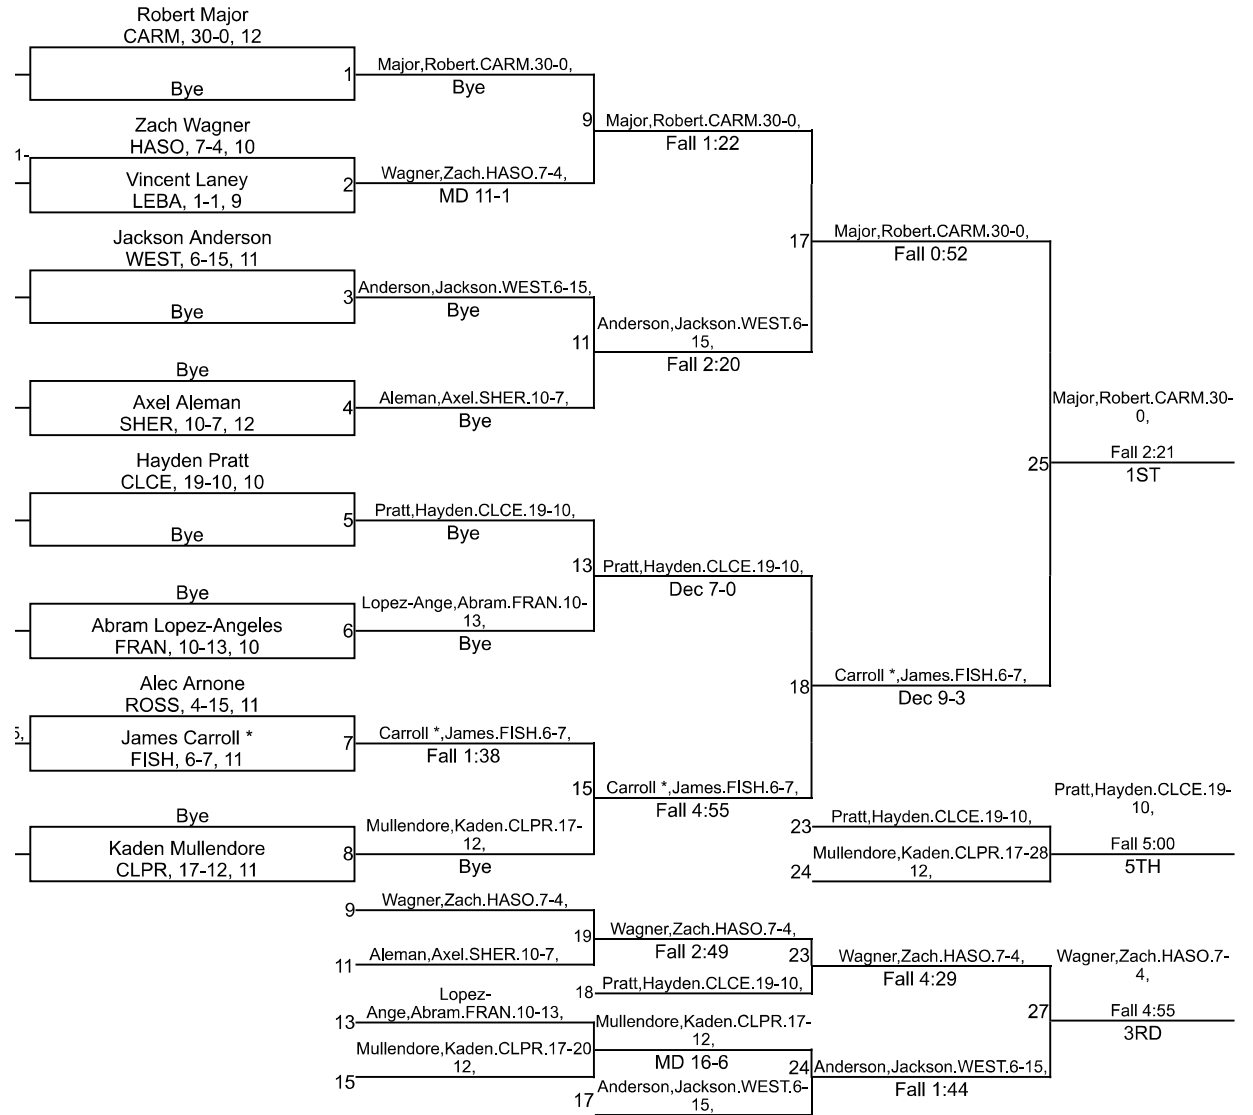 Robert Major
CARM, 30-0, 12
1
Bye
Major,Robert.CARM.30-0,
Bye
Zach Wagner
HASO, 7-4, 10
1-
Vincent Laney
LEBA, 1-1, 9
2
Wagner,Zach.HASO.7-4,
MD 11-1
9
Major,Robert.CARM.30-0,
Fall 1:22
Jackson Anderson
WEST, 6-15, 11
3
Bye
Anderson,Jackson.WEST.6-15,
Bye
Bye
Axel Aleman
SHER, 10-7, 12
4
Aleman,Axel.SHER.10-7,
Bye
11
Anderson,Jackson.WEST.6-
15,
Fall 2:20
17
Major,Robert.CARM.30-0,
Fall 0:52
Hayden Pratt
CLCE, 19-10, 10
5
Bye
Pratt,Hayden.CLCE.19-10,
Bye
Bye
Abram Lopez-Angeles
FRAN, 10-13, 10
6
Lopez-Ange,Abram.FRAN.10-
13,
Bye
13
Pratt,Hayden.CLCE.19-10,
Dec 7-0
Alec Arnone
ROSS, 4-15, 11
5,
James Carroll *
FISH, 6-7, 11
7
Carroll *,James.FISH.6-7,
Fall 1:38
Bye
Kaden Mullendore
CLPR, 17-12, 11
8
Mullendore,Kaden.CLPR.17-
12,
Bye
15
Carroll *,James.FISH.6-7,
Fall 4:55
18
Carroll *,James.FISH.6-7,
Dec 9-3
25
Major,Robert.CARM.30-
0,
Fall 2:21
1ST
23
Pratt,Hayden.CLCE.19-10,
24
Mullendore,Kaden.CLPR.17-28
12,
Pratt,Hayden.CLCE.19-
10,
Fall 5:00
5TH
9
Wagner,Zach.HASO.7-4,
11
Aleman,Axel.SHER.10-7,
19
Wagner,Zach.HASO.7-4,
Fall 2:49
18
Pratt,Hayden.CLCE.19-10,
23
Wagner,Zach.HASO.7-4,
Fall 4:29
13
Lopez-
Ange,Abram.FRAN.10-13,
15
Mullendore,Kaden.CLPR.17-20
12,
Mullendore,Kaden.CLPR.17-
12,
MD 16-6
17
Anderson,Jackson.WEST.6-
15,
24
Anderson,Jackson.WEST.6-15,
Fall 1:44
27
Wagner,Zach.HASO.7-
4,
Fall 4:55
3RD